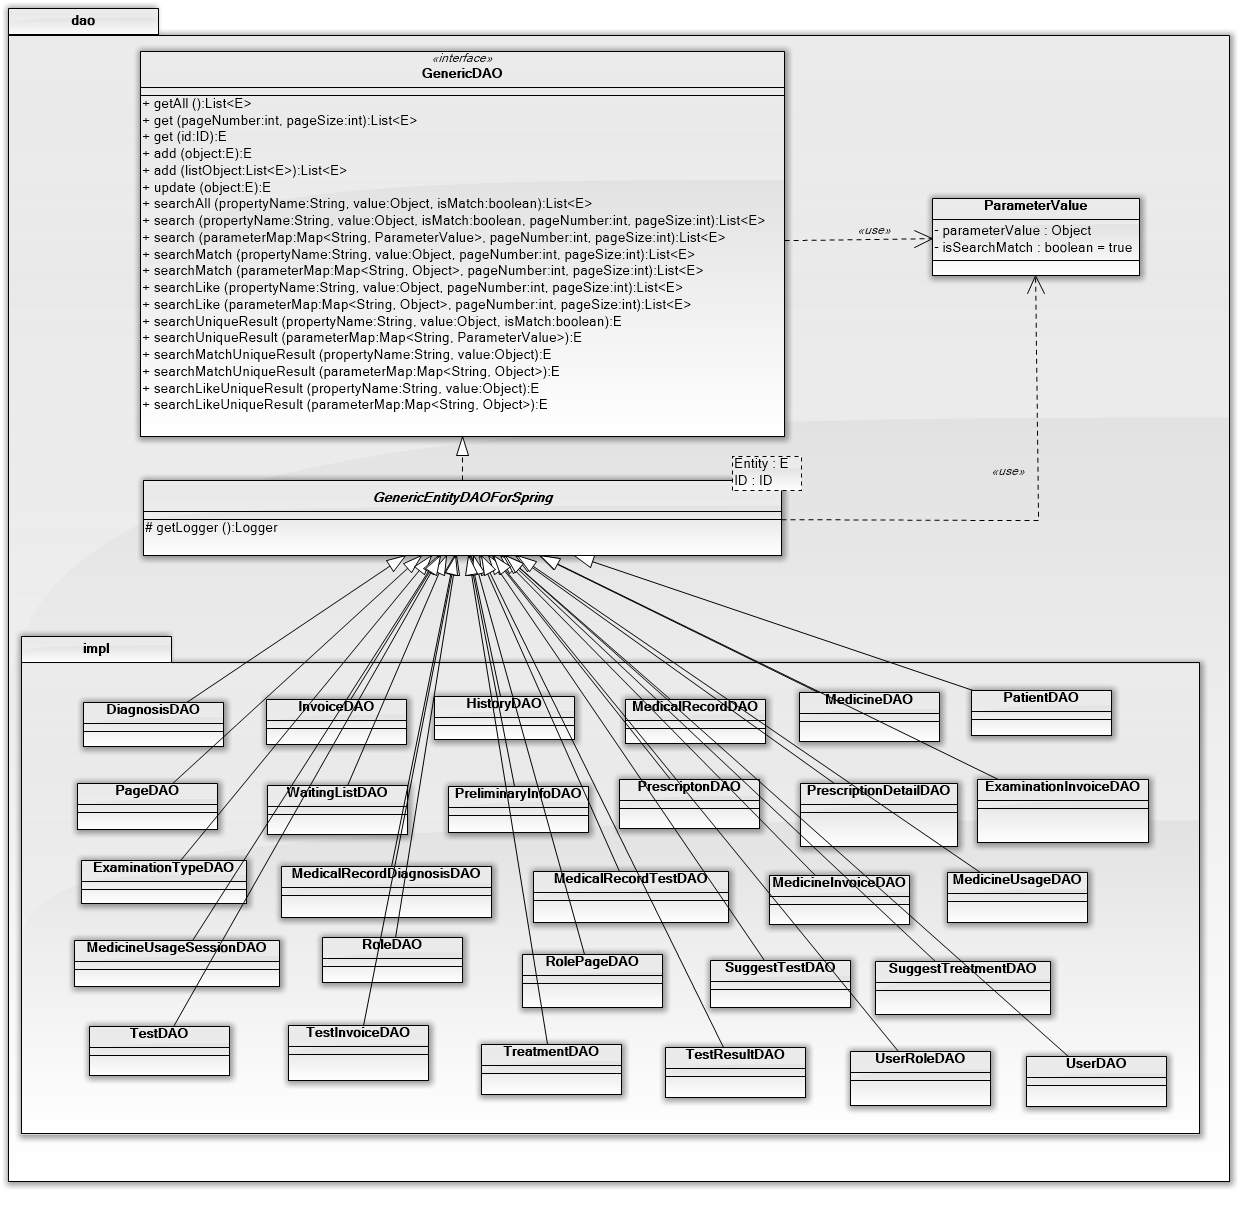 dao
«interface»
GenericDAO
+ getAll ():List<E>
+ get (pageNumber:int, pageSize:int):List<E>
+ get (id:ID):E
+ add (object:E):E
+ add (listObject:List<E>):List<E>
+ update (object:E):E
+ searchAll (propertyName:String, value:Object, isMatch:boolean):List<E>
+ search (propertyName:String, value:Object, isMatch:boolean, pageNumber:int, pageSize:int):List<E>
+ search (parameterMap:Map<String, ParameterValue>, pageNumber:int, pageSize:int):List<E>
+ searchMatch (propertyName:String, value:Object, pageNumber:int, pageSize:int):List<E>
+ searchMatch (parameterMap:Map<String, Object>, pageNumber:int, pageSize:int):List<E>
+ searchLike (propertyName:String, value:Object, pageNumber:int, pageSize:int):List<E>
+ searchLike (parameterMap:Map<String, Object>, pageNumber:int, pageSize:int):List<E>
+ searchUniqueResult (propertyName:String, value:Object, isMatch:boolean):E
+ searchUniqueResult (parameterMap:Map<String, ParameterValue>):E
+ searchMatchUniqueResult (propertyName:String, value:Object):E
+ searchMatchUniqueResult (parameterMap:Map<String, Object>):E
+ searchLikeUniqueResult (propertyName:String, value:Object):E
+ searchLikeUniqueResult (parameterMap:Map<String, Object>):E
«use»
ParameterValue
- parameterValue : Object
- isSearchMatch : boolean = true
«use»
Entity : E
ID : ID
GenericEntityDAOForSpring
# getLogger ():Logger
impl
DiagnosisDAO
InvoiceDAO
HistoryDAO
MedicalRecordDAO
MedicineDAO
PatientDAO
PageDAO
WaitingListDAO
PreliminaryInfoDAO
PrescriptonDAO
PrescriptionDetailDAO
ExaminationInvoiceDAO
ExaminationTypeDAO
MedicalRecordDiagnosisDAO
MedicalRecordTestDAO
MedicineInvoiceDAO
MedicineUsageDAO
MedicineUsageSessionDAO
RoleDAO
RolePageDAO
SuggestTestDAO
SuggestTreatmentDAO
TestDAO
TestInvoiceDAO
TreatmentDAO
TestResultDAO
UserRoleDAO
UserDAO